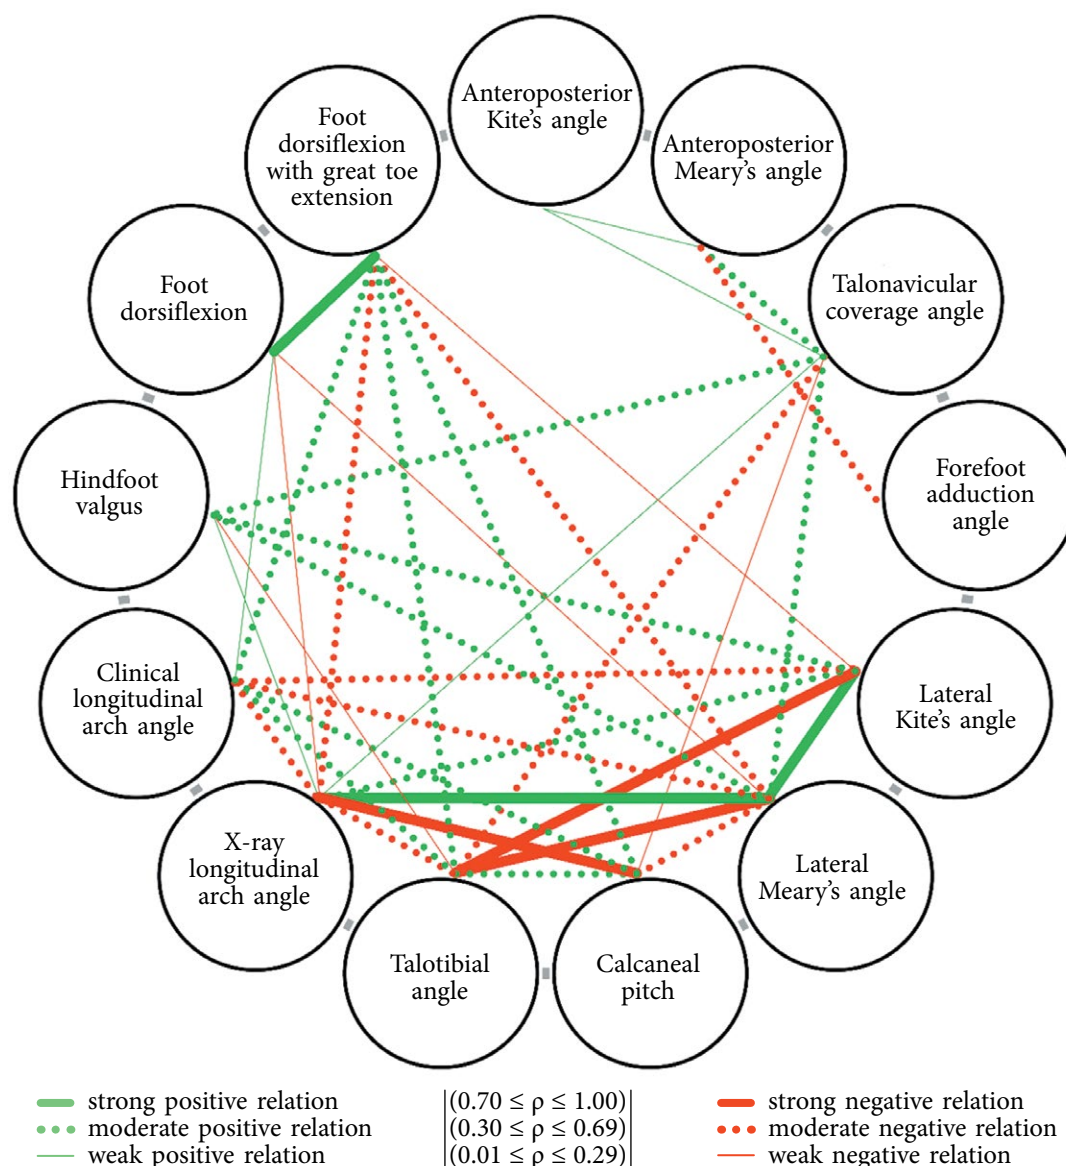 Anteroposterior
Kite's angle
Anteroposterior
Meary's angle
Talonavicular
coverage angle
Forefoot
adduction
angle
Lateral
Kite's angle
Lateral
Meary's angle
Calcaneal
pitch
Talotibial
angle
X-ray
longitudinal
arch angle
Clinical
longitudinal
arch angle
Hindfoot
valgus
Foot
dorsiflexion
Foot
dorsiflexion
with great toe
extension
strong positive relation
moderate positive relation
weak positive relation
|(0.70 ≤ ρ ≤ 1.00)|
|(0.30 ≤ ρ ≤ 0.69)|
|(0.01 ≤ ρ ≤ 0.29)|
strong negative relation
moderate negative relation
weak negative relation